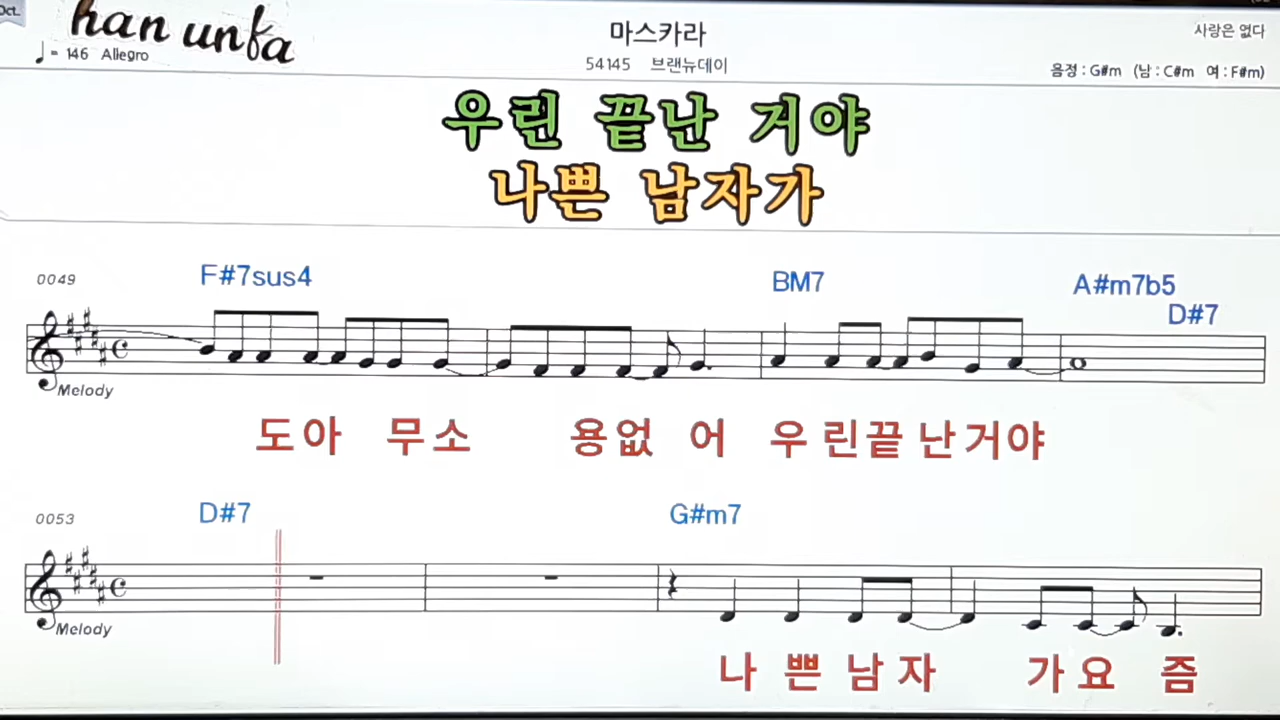 Oct.
han unfa
♩= 146 Allegro
마스카라
54145 브랜뉴데이
사랑은 없다
음정 : G#m (남 : C#m 여 : F#m)
우린 끝난 거야
나쁜 남자가
0049
F#7sus4 BM7 A#m7b5
D#7
Melody
도아 무소 용없 어 우 린끝 난거야
0053
D#7 G#m7
Melody
나 쁜 남 자 가 요 즘